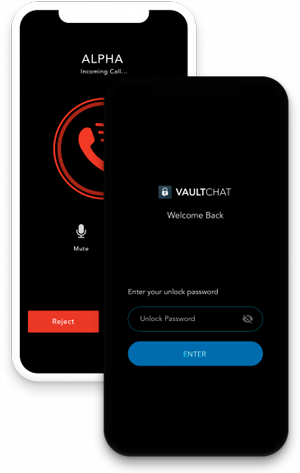 ALPHA
Incoming Call...
Mute
Reject
VAULTCHAT
Welcome Back
Enter your unlock password
Unlock Password
ENTER